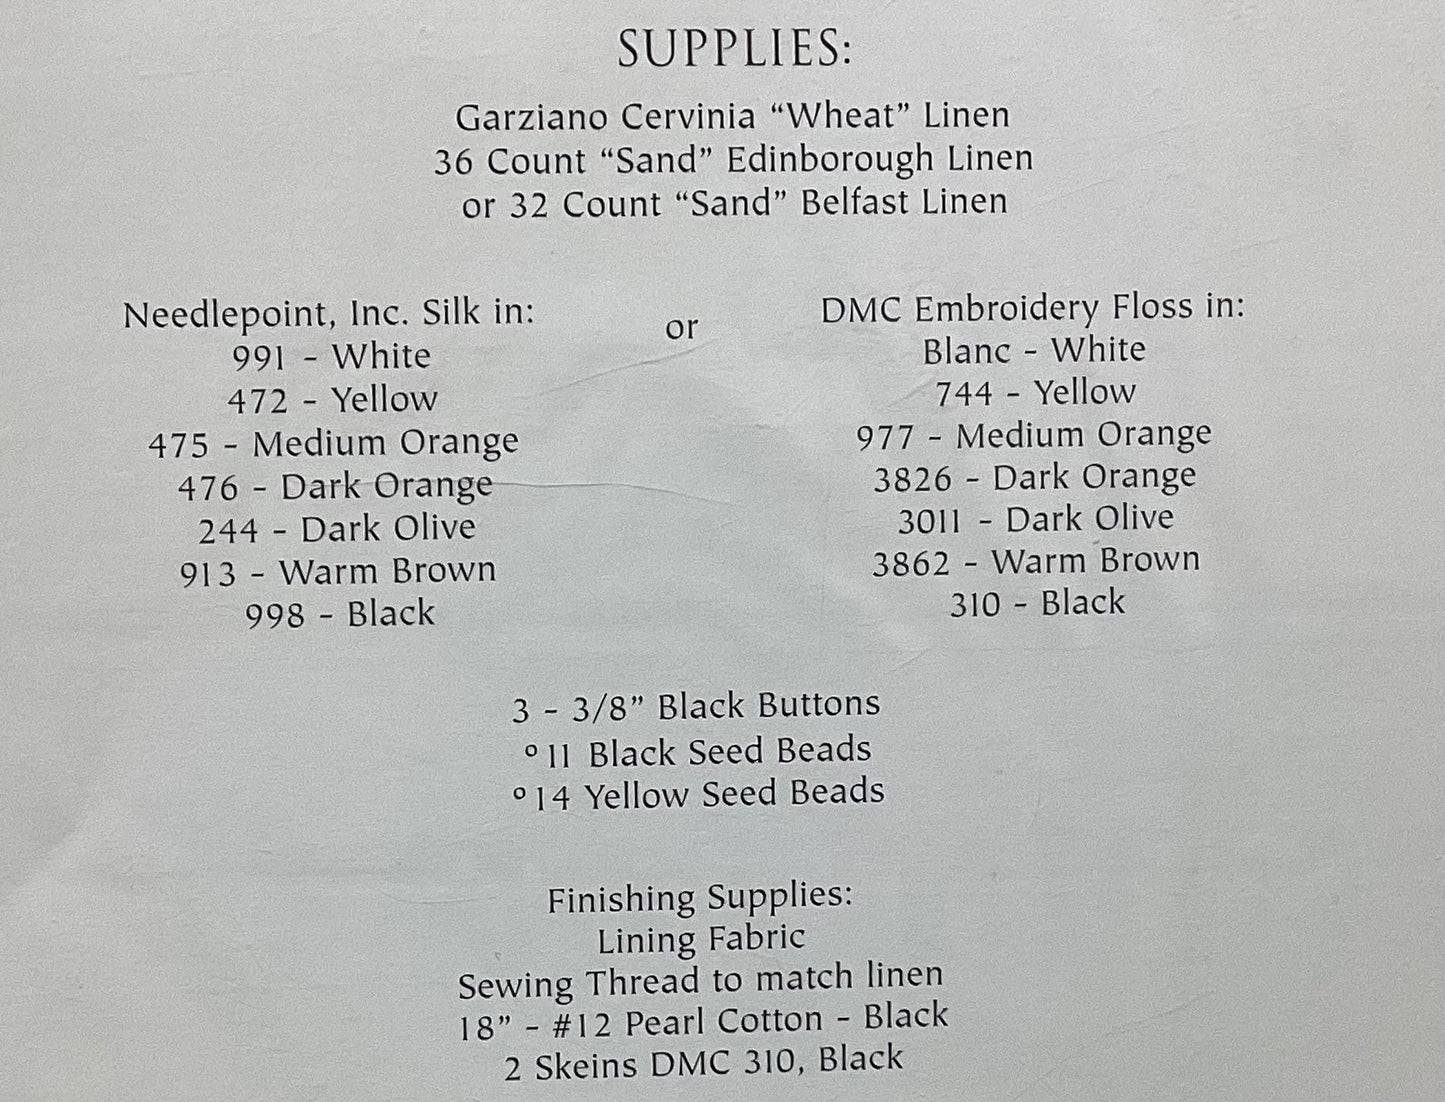 SUPPLIES:
Garziano Cervinia “Wheat” Linen
36 Count “Sand” Edinborough Linen
or 32 Count “Sand” Belfast Linen
Needlepoint, Inc. Silk in:
991 - White
472 - Yellow
475 - Medium Orange
476 - Dark Orange
244 - Dark Olive
913 - Warm Brown
998 - Black
or
DMC Embroidery Floss in:
Blanc - White
744 - Yellow
977 - Medium Orange
3826 - Dark Orange
3011 - Dark Olive
3862 - Warm Brown
310 - Black
3 - 3/8” Black Buttons
º11 Black Seed Beads
º14 Yellow Seed Beads
Finishing Supplies:
Lining Fabric
Sewing Thread to match linen
18” - #12 Pearl Cotton - Black
2 Skeins DMC 310, Black